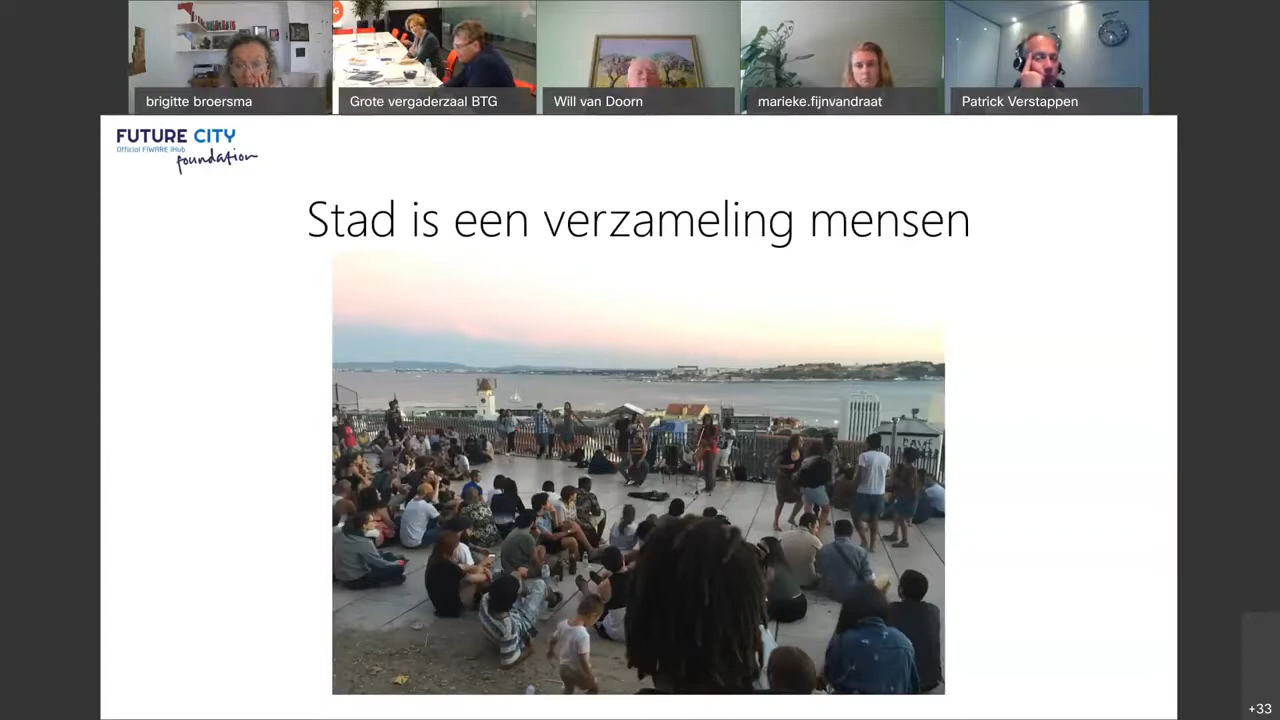 brigitte broersma
Grote vergaderzaal BTG
Will van Doorn
marieke.fijnvandraat
Patrick Verstappen
FUTURE CITY
Official FIWARE iHub
foundation
Stad is een verzameling mensen
+33